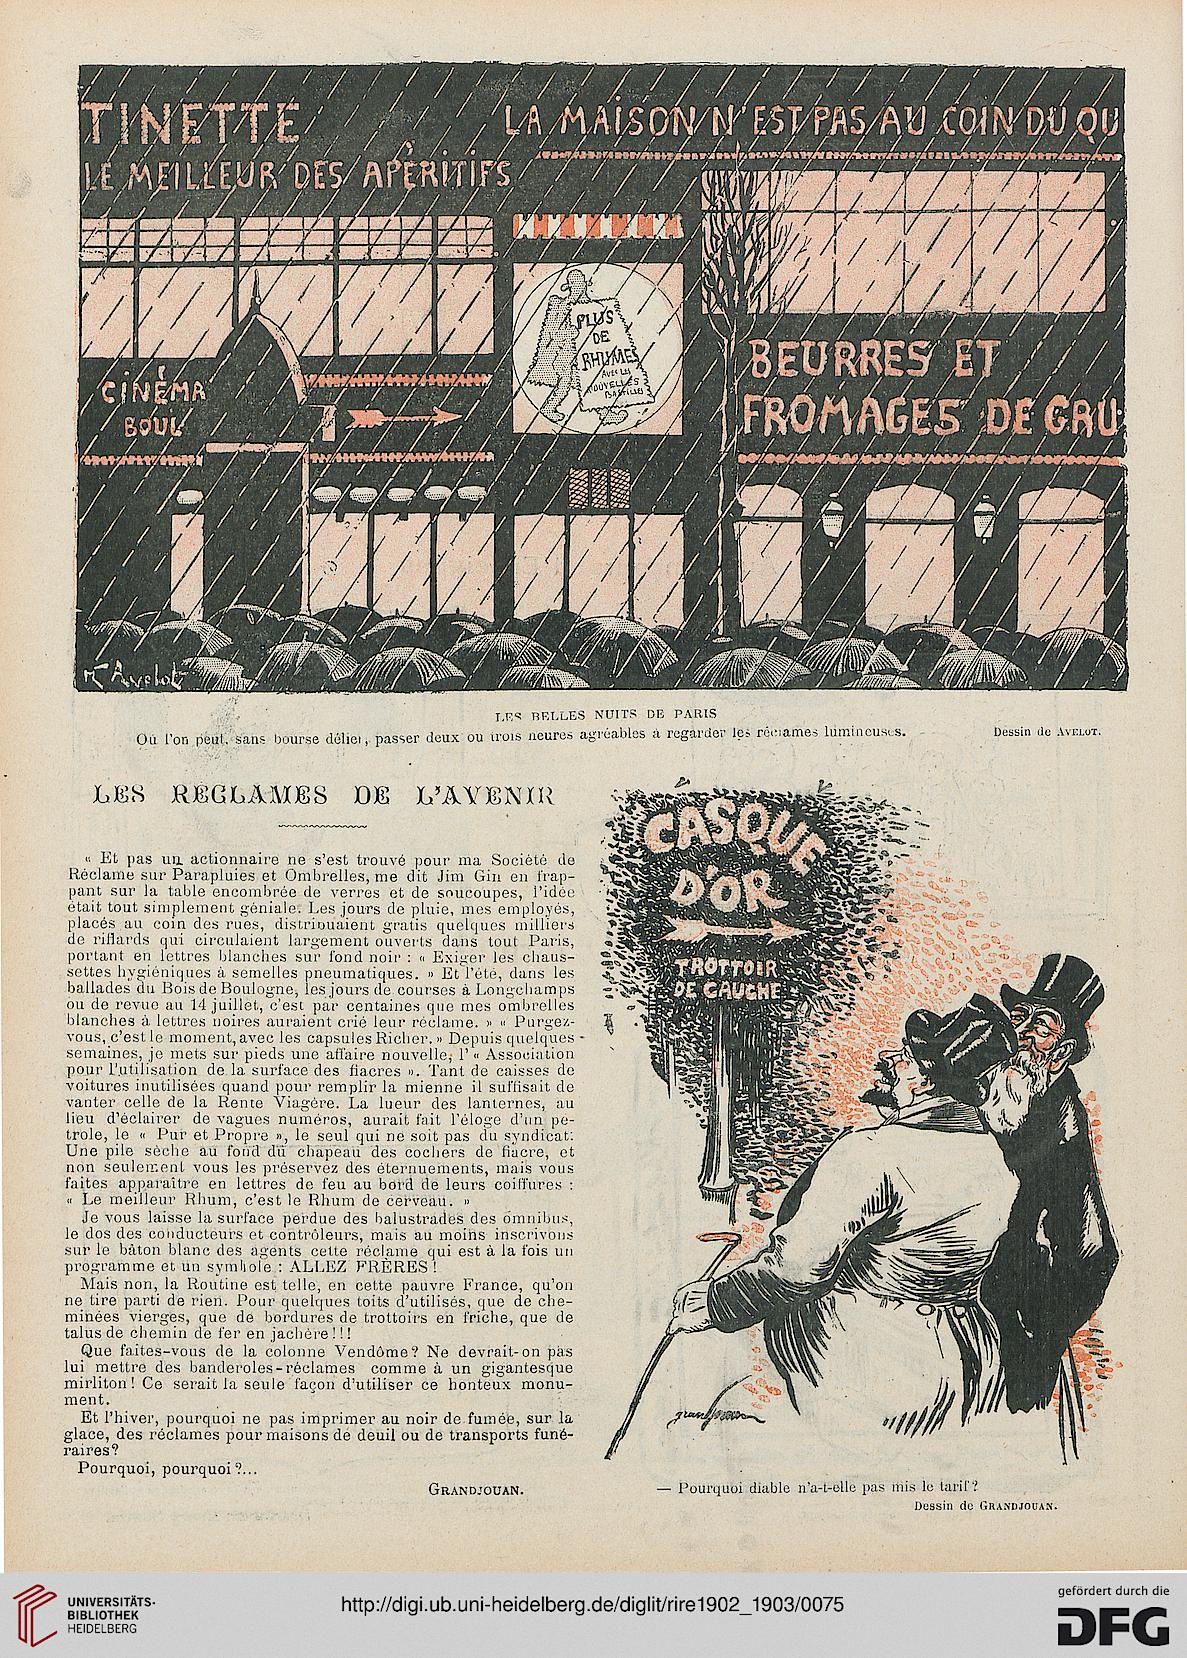 TINETTE
LE MEILLEUR DES APÈRITIFS
LA MAISON N'EST PAS AU COIN DU QU
PLUS
DE
RHUMES
AVEC LES
NOUVELLES
CINÉMA
BOUL
BEURRES ET
FROMAGES DE GRU
H Avelot
LES BELLES NUITS DE PARIS
Où l'on peut, sans bourse délier, passer deux ou trois heures agréables à regarder les réclames lumineuses.
Dessin de AVELOT.
LES RÉCLAMES DE L'AVENIR
« Et pas un actionnaire ne s'est trouvé pour ma Société de
Réclame sur Parapluies et Ombrelles, me dit Jim Gin en frap-
pant sur la table encombrée de verres et de soucoupes, l'idée
était tout simplement géniale. Les jours de pluie, mes employés,
placés au coin des rues, distribuaient gratis quelques milliers
de riflards qui circulaient largement ouverts dans tout Paris,
portant en lettres blanches sur fond noir : « Exiger les chaus-
settes hygiéniques à semelles pneumatiques. » Et l'été, dans les
ballades du Bois de Boulogne, les jours de courses à Longchamps
ou de revue au 14 juillet, c'est par centaines que mes ombrelles
blanches à lettres noires auraient crié leur réclame. » « Purgez-
vous, c'est le moment, avec les capsules Richer. » Depuis quelques
semaines, je mets sur pieds une affaire nouvelle, l'« Association
pour l'utilisation de la surface des fiacres ». Tant de caisses de
voitures inutilisées quand pour remplir la mienne il suffisait de
vanter celle de la Rente Viagère. La lueur des lanternes, au
lieu d'éclairer de vagues numéros, aurait fait l'éloge d'un pé-
trole, le « Pur et Propre », le seul qui ne soit pas du syndicat.
Une pile sèche au fond du chapeau des cochers de fiacre, et
non seulement vous les préservez des éternuements, mais vous
faites apparaître en lettres de feu au bord de leurs coiffures :
« Le meilleur Rhum, c'est le Rhum de cerveau. »
Je vous laisse la surface perdue des balustrades des omnibus,
le dos des conducteurs et contrôleurs, mais au moins inscrivons
sur le bâton blanc des agents cette réclame qui est à la fois un
programme et un symbole : ALLEZ FRÈRES !
Mais non, la Routine est telle, en cette pauvre France, qu'on
ne tire parti de rien. Pour quelques toits d'utilisés, que de che-
minées vierges, que de bordures de trottoirs en friche, que de
talus de chemin de fer en jachère ! ! !
Que faites-vous de la colonne Vendôme ? Ne devrait-on pas
lui mettre des banderoles-réclames comme à un gigantesque
mirliton ! Ce serait la seule façon d'utiliser ce honteux monu-
ment.
Et l'hiver, pourquoi ne pas imprimer au noir de fumée, sur la
glace, des réclames pour maisons de deuil ou de transports funé-
raires ?
Pourquoi, pourquoi ?...
GRANDJOUAN.
CASQUE
D'OR
TROTTOIR
DE GAUCHE
grandjouan
— Pourquoi diable n'a-t-elle pas mis le tarif ?
Dessin de GRANDJOUAN.
UNIVERSITÄTS-
BIBLIOTHEK
HEIDELBERG
http://digi.ub.uni-heidelberg.de/diglit/rire1902_1903/0075
gefördert durch die
DFG